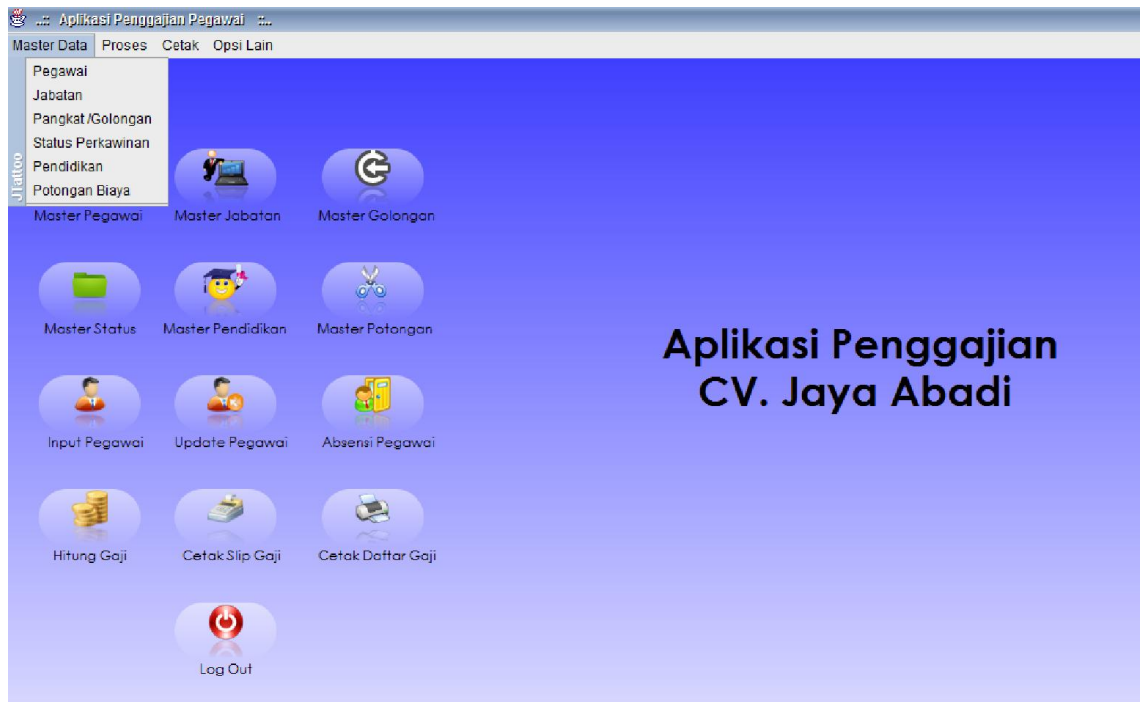 ..:: Aplikasi Penggajian Pegawai ::..
Master Data Proses Cetak Opsi Lain
Pegawai
Jabatan
Pangkat/Golongan
Status Perkawinan
Pendidikan
Potongan Biaya
JTattoo
Master Pegawai Master Jabatan Master Golongan
Master Status Master Pendidikan Master Potongan
Input Pegawai Update Pegawai Absensi Pegawai
Hitung Gaji Cetak Slip Gaji Cetak Daftar Gaji
Log Out
Aplikasi Penggajian
CV. Jaya Abadi